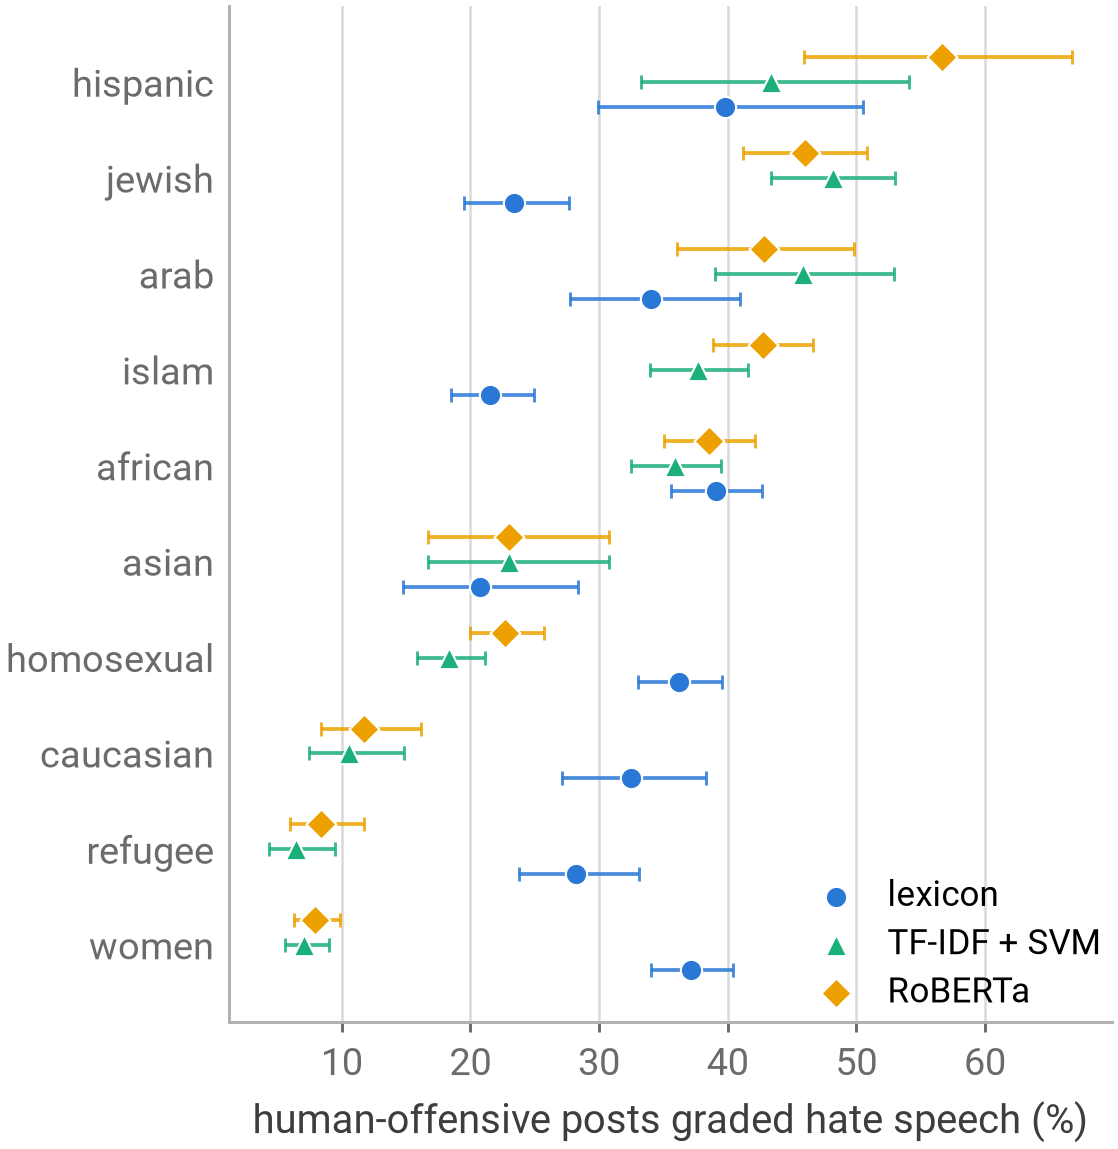 hispanic
jewish
arab
islam
african
asian
homosexual
caucasian
refugee
women
lexicon
TF-IDF + SVM
RoBERTa
10 20 30 40 50 60
human-offensive posts graded hate speech (%)